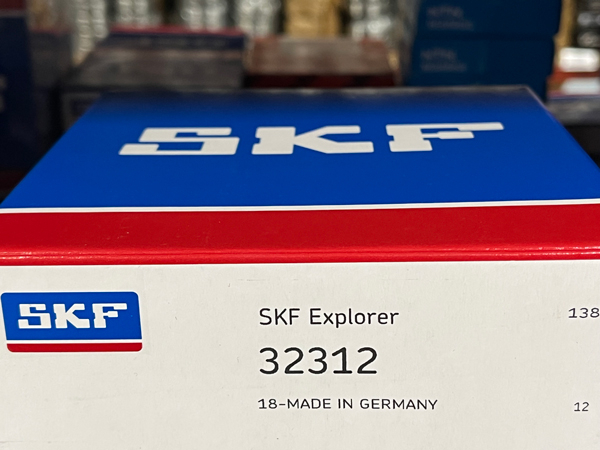 SKF
SKF
SKF Explorer
138
32312
18-MADE IN GERMANY
12